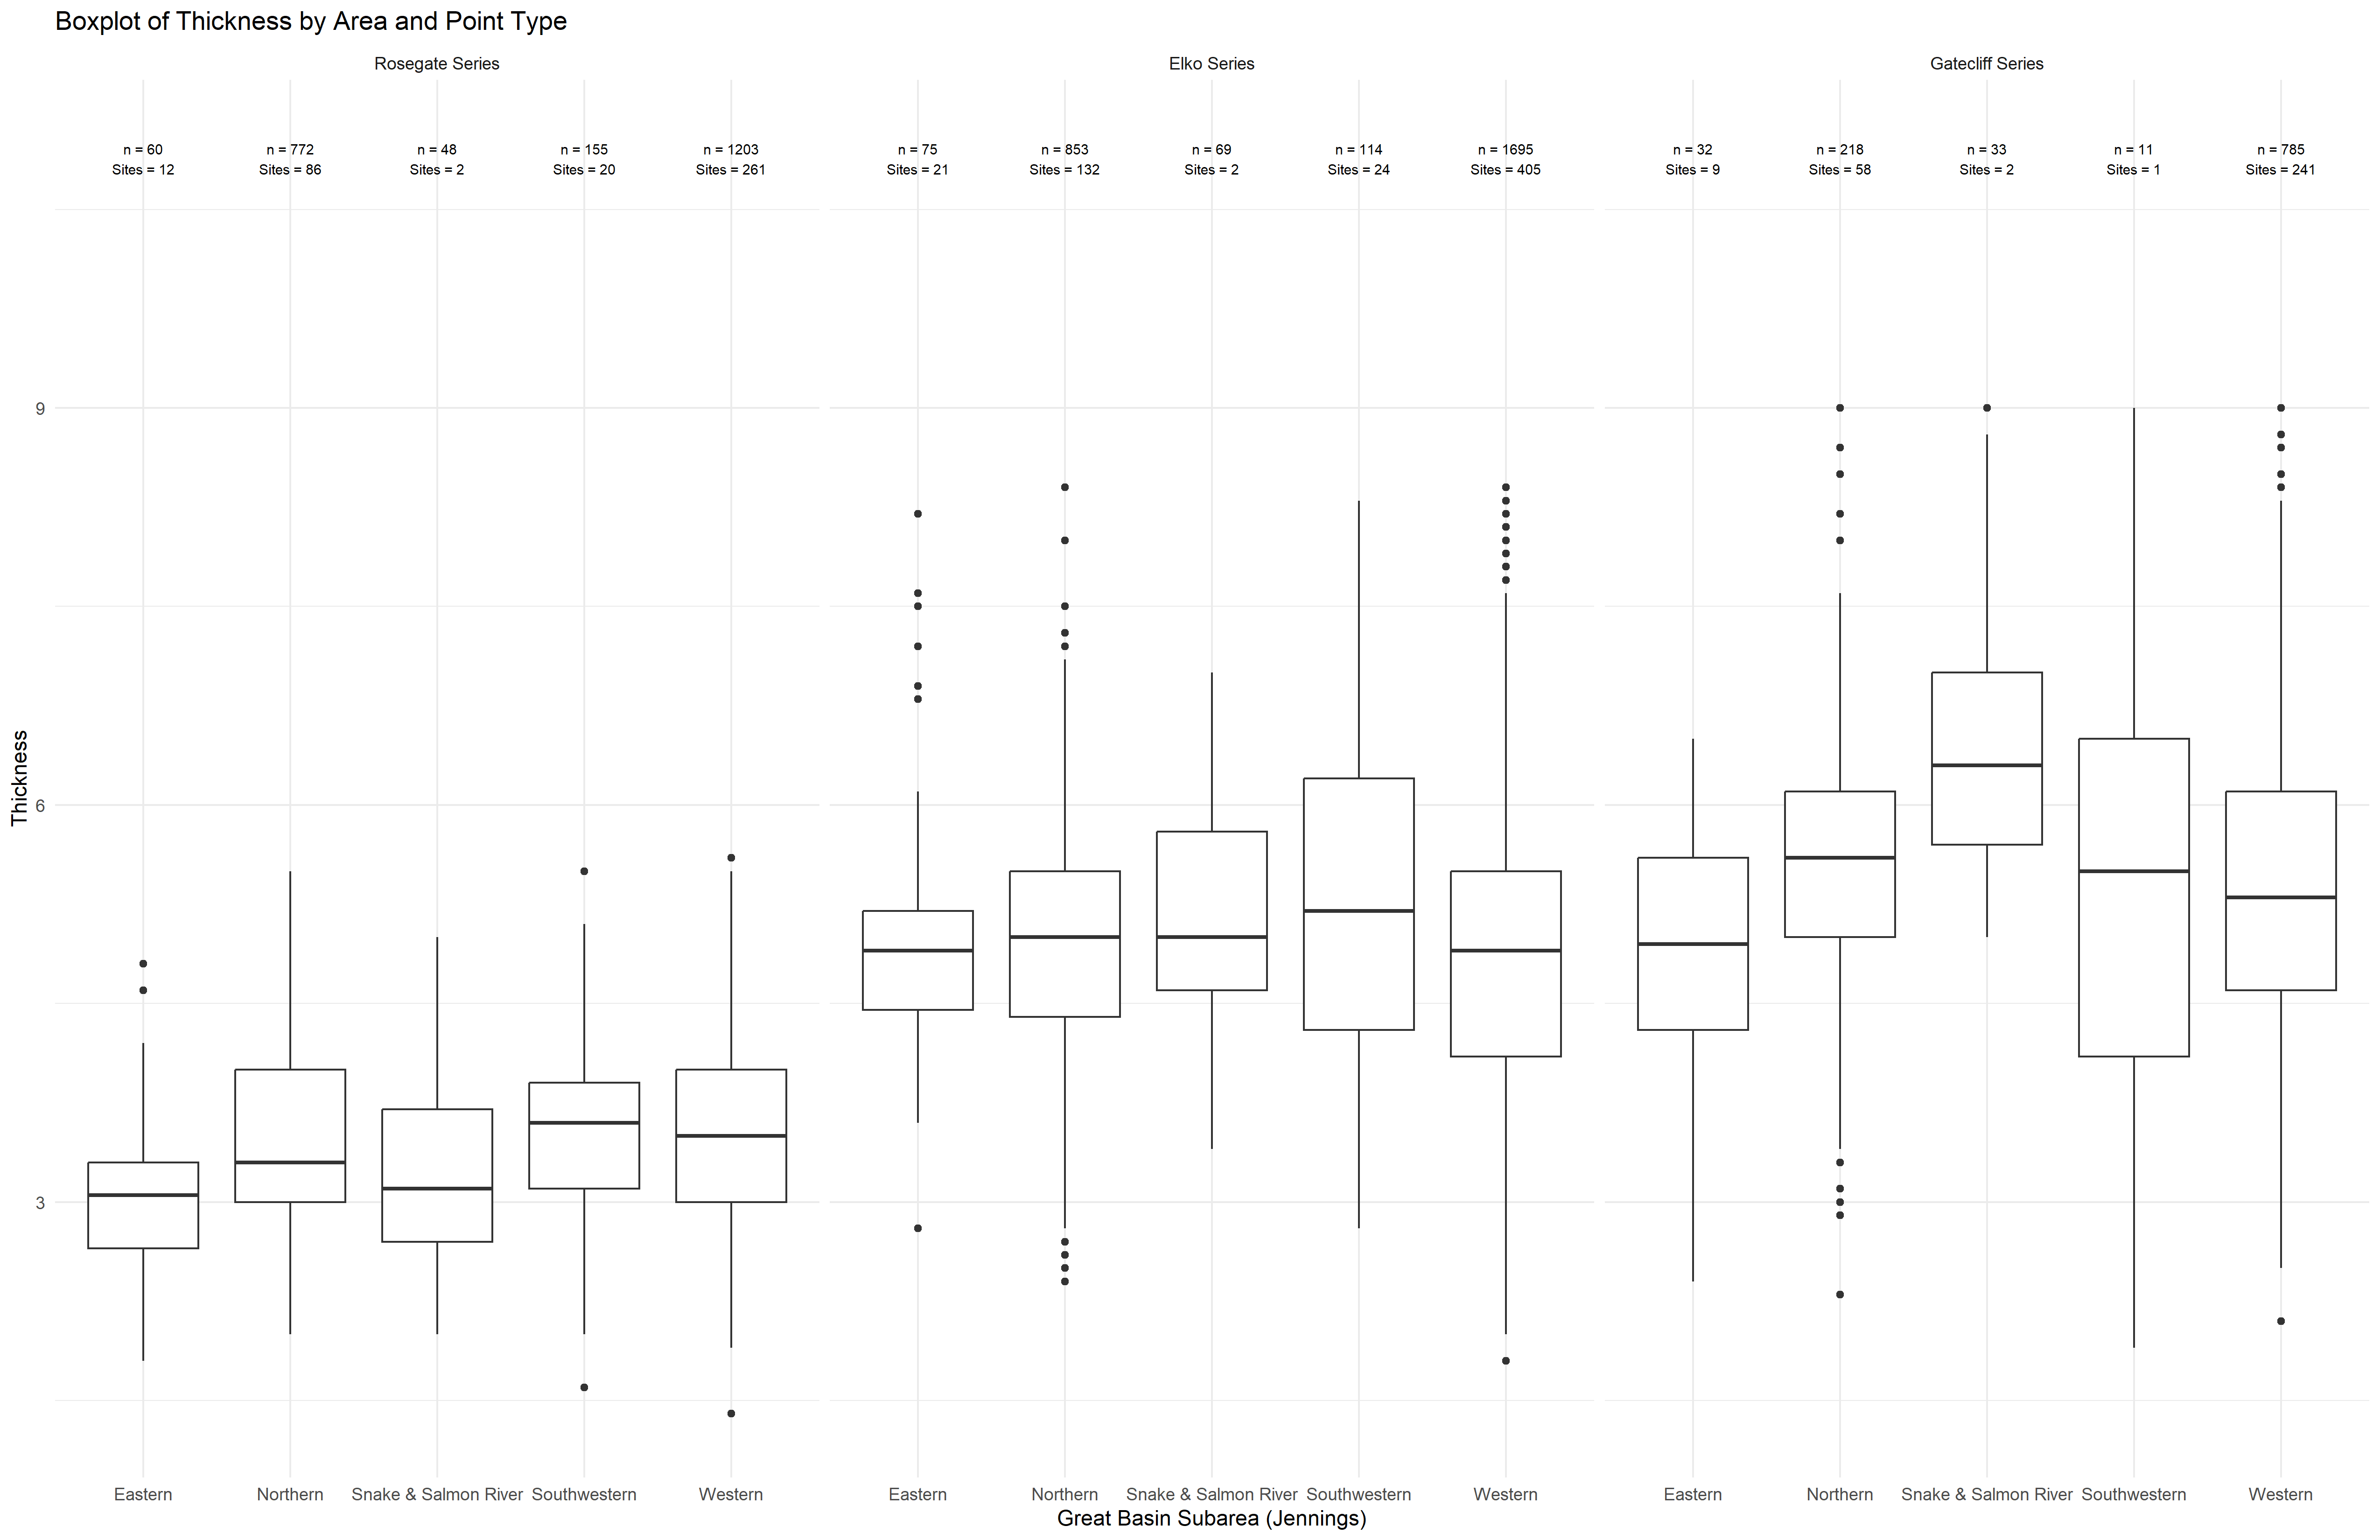 Boxplot of Thickness by Area and Point Type
Rosegate Series
Elko Series
Gatecliff Series
n = 60
Sites = 12
n = 772
Sites = 86
n = 48
Sites = 2
n = 155
Sites = 20
n = 1203
Sites = 261
n = 75
Sites = 21
n = 853
Sites = 132
n = 69
Sites = 2
n = 114
Sites = 24
n = 1695
Sites = 405
n = 32
Sites = 9
n = 218
Sites = 58
n = 33
Sites = 2
n = 11
Sites = 1
n = 785
Sites = 241
Thickness
9
6
3
Eastern
Northern
Snake & Salmon River
Southwestern
Western
Eastern
Northern
Snake & Salmon River
Southwestern
Western
Eastern
Northern
Snake & Salmon River
Southwestern
Western
Great Basin Subarea (Jennings)